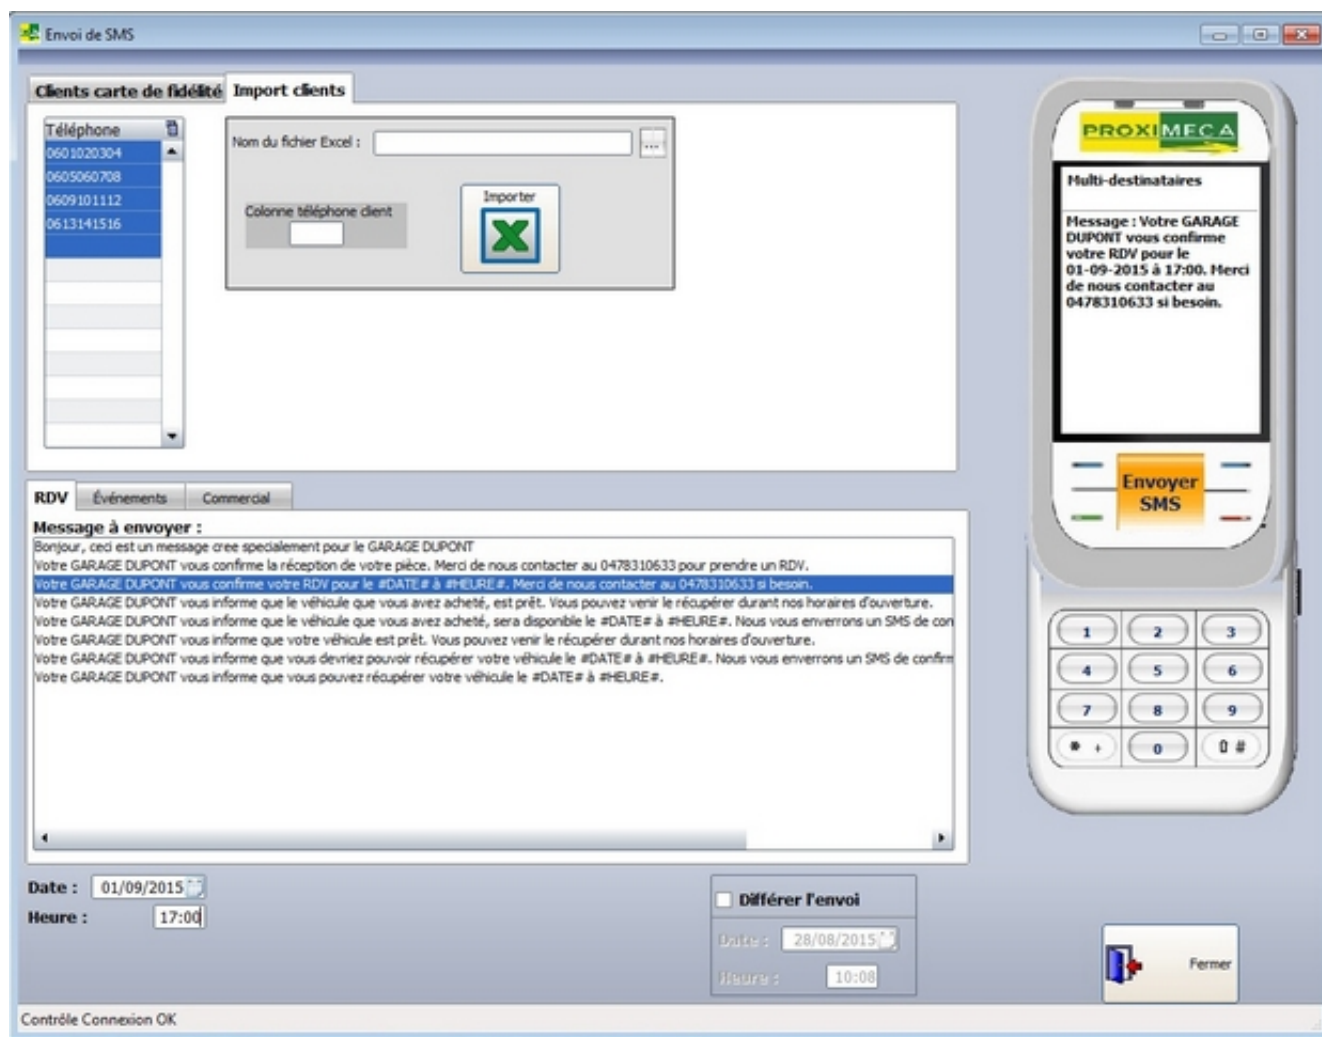 Envoi de SMS
Clients carte de fidélité
Import clients
Téléphone
0601020304
0605060708
0609101112
0613141516
Nom du fichier Excel :
...
Colonne téléphone client
Importer
PROXIMECA
Multi-destinataires
Message : Votre GARAGE
DUPONT vous confirme
votre RDV pour le
01-09-2015 à 17:00. Merci
de nous contacter au
0478310633 si besoin.
Envoyer
SMS
1 2 3
4 5 6
7 8 9
* + 0 #
RDV
Événements
Commercial
Message à envoyer :
Bonjour, ceci est un message cree specialement pour le GARAGE DUPONT
Votre GARAGE DUPONT vous confirme la réception de votre pièce. Merci de nous contacter au 0478310633 pour prendre un RDV.
Votre GARAGE DUPONT vous confirme votre RDV pour le #DATE# à #HEURE#. Merci de nous contacter au 0478310633 si besoin.
Votre GARAGE DUPONT vous informe que le véhicule que vous avez acheté, est prêt. Vous pouvez venir le récupérer durant nos horaires d'ouverture.
Votre GARAGE DUPONT vous informe que le véhicule que vous avez acheté, sera disponible le #DATE# à #HEURE#. Nous vous enverrons un SMS de con
Votre GARAGE DUPONT vous informe que votre véhicule est prêt. Vous pouvez venir le récupérer durant nos horaires d'ouverture.
Votre GARAGE DUPONT vous informe que vous devriez pouvoir récupérer votre véhicule le #DATE# à #HEURE#. Nous vous enverrons un SMS de confirm
Votre GARAGE DUPONT vous informe que vous pouvez récupérer votre véhicule le #DATE# à #HEURE#.
Date : 01/09/2015
Heure : 17:00
Différer l'envoi
Date : 28/08/2015
Heure : 10:08
Fermer
Contrôle Connexion OK